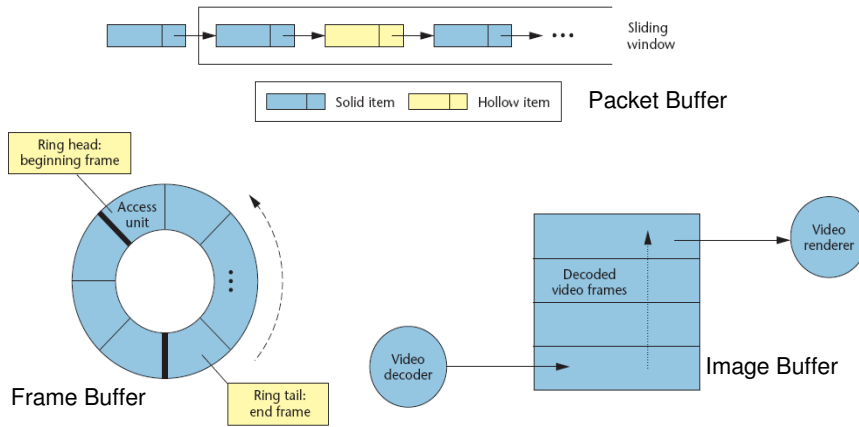 Sliding
window
Solid item
Hollow item
Packet Buffer
Ring head:
beginning frame
Access
unit
Video
renderer
Decoded
video frames
Video
decoder
Image Buffer
Frame Buffer
Ring tail:
end frame